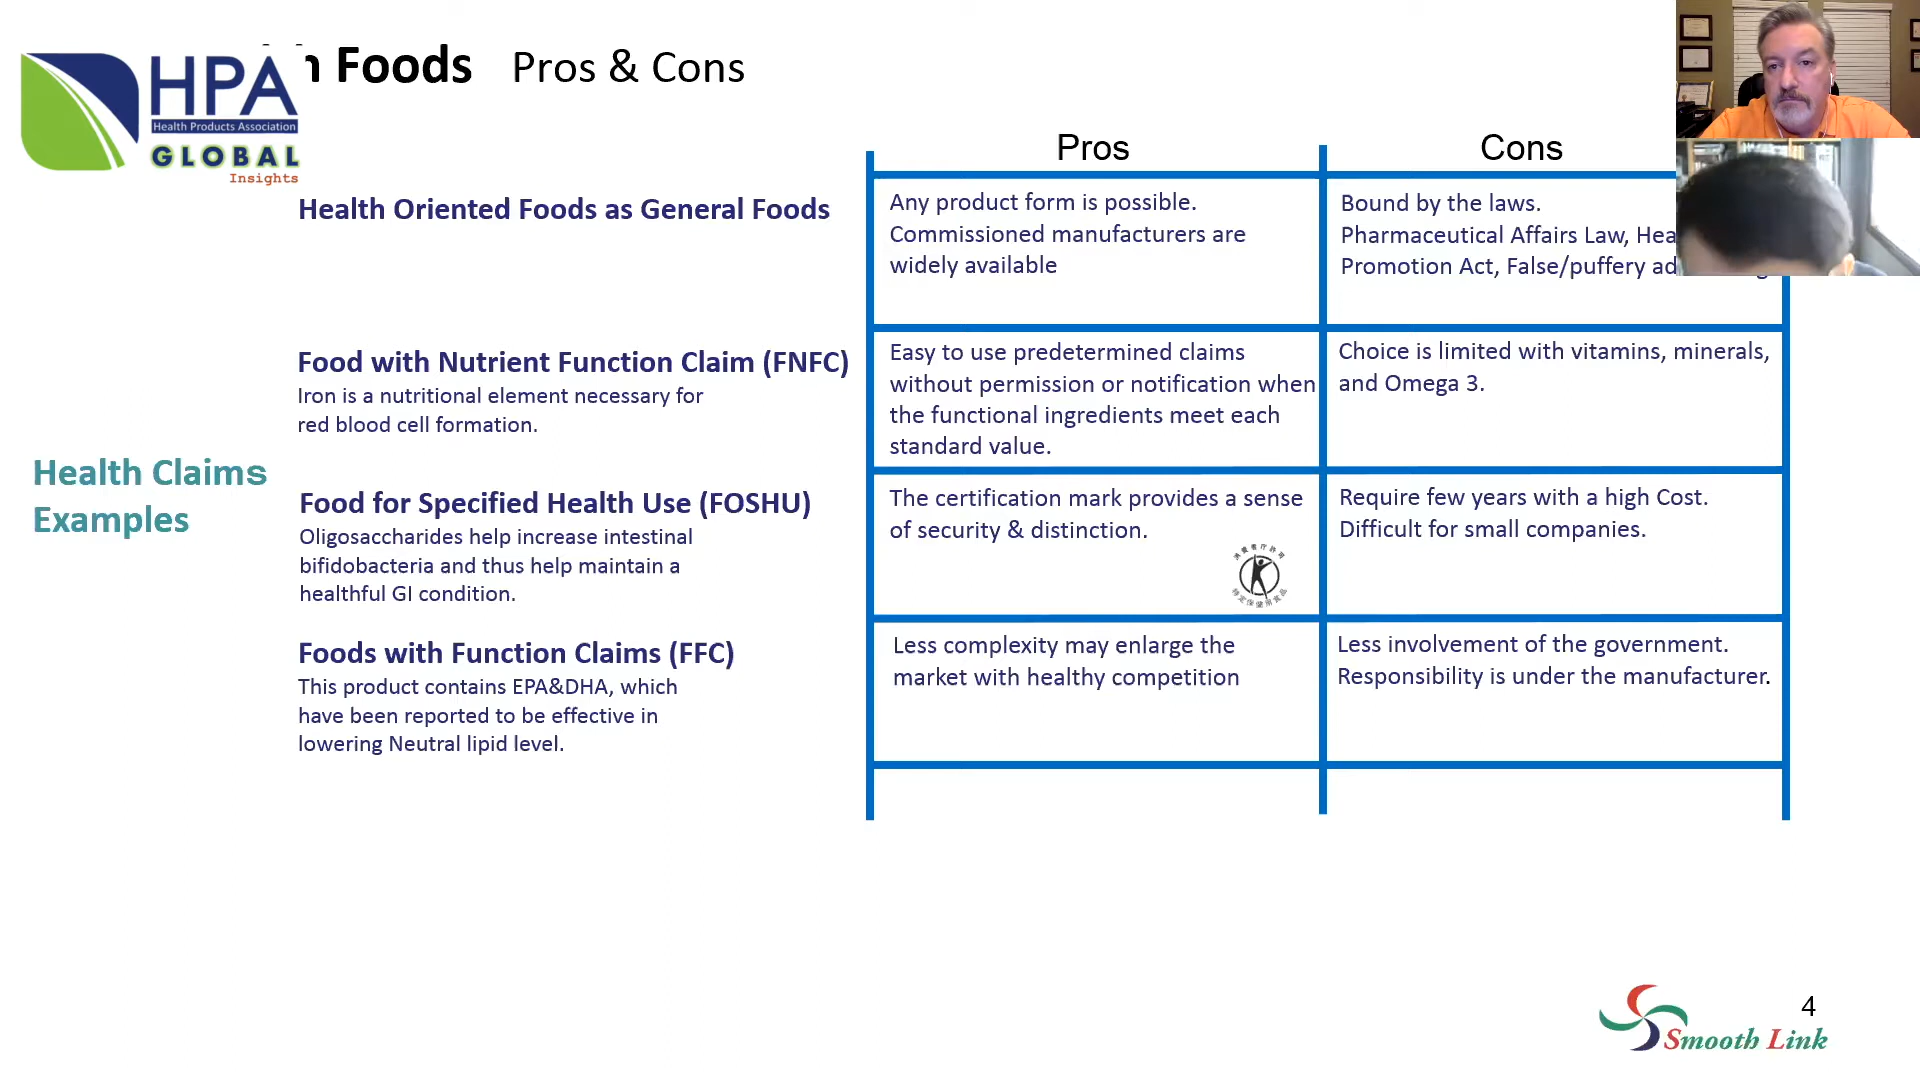 Foods Pros & Cons
HPA
Health Products Association
GLOBAL
Insights
Pros
Cons
Health Oriented Foods as General Foods
Any product form is possible.
Commissioned manufacturers are
widely available
Bound by the laws.
Pharmaceutical Affairs Law,
Promotion Act, False/puffery
Food with Nutrient Function Claim (FNFC)
Iron is a nutritional element necessary for
red blood cell formation.
Easy to use predetermined claims
without permission or notification when
the functional ingredients meet each
standard value.
Choice is limited with vitamins, minerals,
and Omega 3.
Health Claims
Examples
Food for Specified Health Use (FOSHU)
Oligosaccharides help increase intestinal
bifidobacteria and thus help maintain a
healthful GI condition.
The certification mark provides a sense
of security & distinction.
Require few years with a high Cost.
Difficult for small companies.
Foods with Function Claims (FFC)
This product contains EPA&DHA, which
have been reported to be effective in
lowering Neutral lipid level.
Less complexity may enlarge the
market with healthy competition
Less involvement of the government.
Responsibility is under the manufacturer.
4
Smooth Link